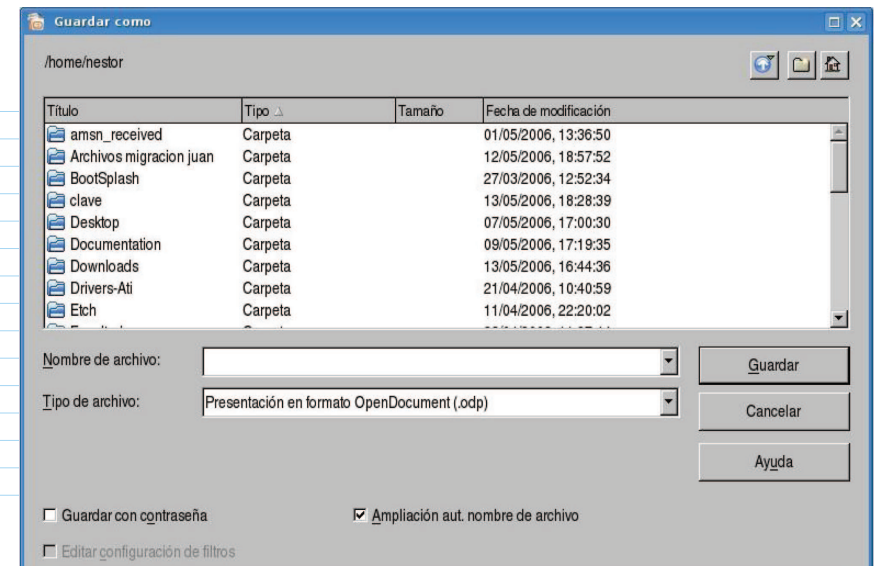 Guardar como
/home/nestor
Título Tipo Tamaño Fecha de modificación
amsn_received Carpeta 01/05/2006, 13:36:50
Archivos migracion juan Carpeta 12/05/2006, 18:57:52
BootSplash Carpeta 27/03/2006, 12:52:34
clave Carpeta 13/05/2006, 18:28:39
Desktop Carpeta 07/05/2006, 17:00:30
Documentation Carpeta 09/05/2006, 17:19:35
Downloads Carpeta 13/05/2006, 16:44:36
Drivers-Ati Carpeta 21/04/2006, 10:40:59
Etch Carpeta 11/04/2006, 22:20:02
Nombre de archivo: Guardar
Tipo de archivo: Presentación en formato OpenDocument (.odp) Cancelar
Ayuda
Guardar con contraseña Ampliación aut. nombre de archivo
Editar configuración de filtros